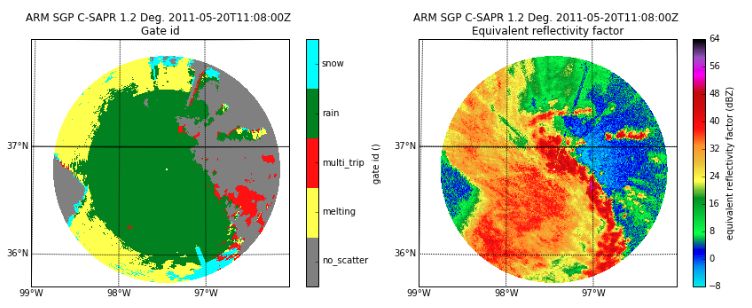 ARM SGP C-SAPR 1.2 Deg. 2011-05-20T11:08:00Z
Gate id
37°N
36°N
99°W
98°W
97°W
snow
rain
multi_trip
melting
no_scatter
gate id ()
ARM SGP C-SAPR 1.2 Deg. 2011-05-20T11:08:00Z
Equivalent reflectivity factor
37°N
36°N
99°W
98°W
97°W
64
56
48
40
32
24
16
8
0
−8
equivalent reflectivity factor (dBZ)